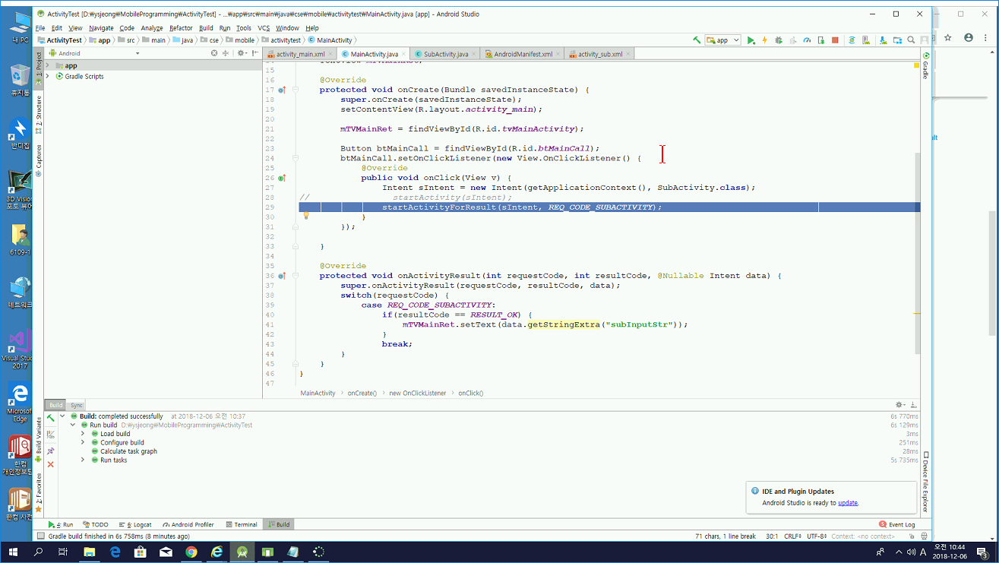 ActivityTest [D:₩ysjeong₩MobileProgramming₩ActivityTest] - ...₩app₩src₩main₩java₩cse₩mobile₩activitytest₩MainActivity.java [app] - Android Studio
File Edit View Navigate Code Analyze Refactor Build Run Tools VCS Window Help
ActivityTest app src main java cse mobile activitytest MainActivity
app
Android
activity_main.xml MainActivity.java SubActivity.java AndroidManifest.xml activity_sub.xml
app
Gradle Scripts
1: Project
7: Structure
Captures
Build Variants
2: Favorites
Gradle
Device File Explorer
내 PC
휴지통
반디집
3D Vision
포토 뷰어
6109-1
네트워크
Visual Stud
2017
Microsoft
Edge
한컴
한컴 사전
15
16 @Override
17 protected void onCreate(Bundle savedInstanceState) {
18 super.onCreate(savedInstanceState);
19 setContentView(R.layout.activity_main);
20
21 mTVMainRet = findViewById(R.id.tvMainActivity);
22
23 Button btMainCall = findViewById(R.id.btMainCall);
24 btMainCall.setOnClickListener(new View.OnClickListener() {
25 @Override
26 public void onClick(View v) {
27 Intent sIntent = new Intent(getApplicationContext(), SubActivity.class);
28 // startActivity(sIntent);
29 startActivityForResult(sIntent, REQ_CODE_SUBACTIVITY);
30 }
31 });
32
33 }
34
35 @Override
36 protected void onActivityResult(int requestCode, int resultCode, @Nullable Intent data) {
37 super.onActivityResult(requestCode, resultCode, data);
38 switch(requestCode) {
39 case REQ_CODE_SUBACTIVITY:
40 if(resultCode == RESULT_OK) {
41 mTVMainRet.setText(data.getStringExtra("subInputStr"));
42 }
43 break;
44 }
45 }
46 }
47
MainActivity onCreate() new OnClickListener onClick()
Build Sync
Build: completed successfully at 2018-12-06 오전 10:37 6s 770ms
Run build D:₩ysjeong₩MobileProgramming₩ActivityTest 6s 129ms
Load build 3ms
Configure build 251ms
Calculate task graph 28ms
Run tasks 5s 735ms
IDE and Plugin Updates
Android Studio is ready to update.
4: Run TODO 6: Logcat Android Profiler Terminal Build Event Log
Gradle build finished in 6s 758ms (8 minutes ago) 71 chars, 1 line break 30:1 CRLF UTF-8 Context: <no context>
A 오전 10:44
2018-12-06 3